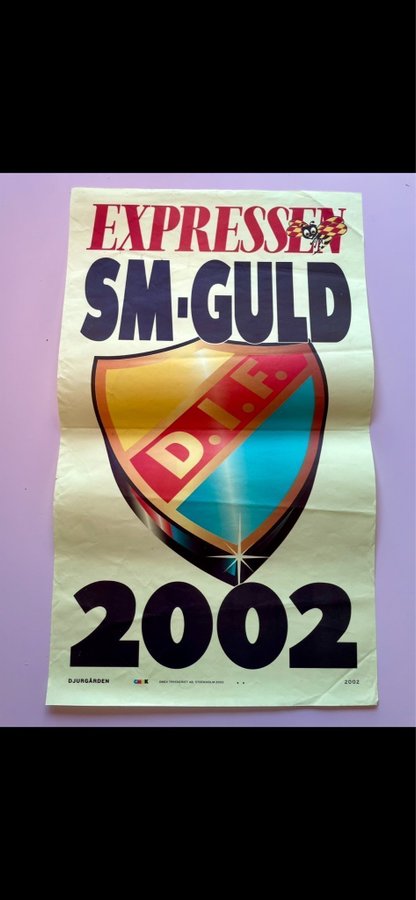 EXPRESSEN
SM-GULD
D.I.F.
2002
DJURGÅRDEN
2002